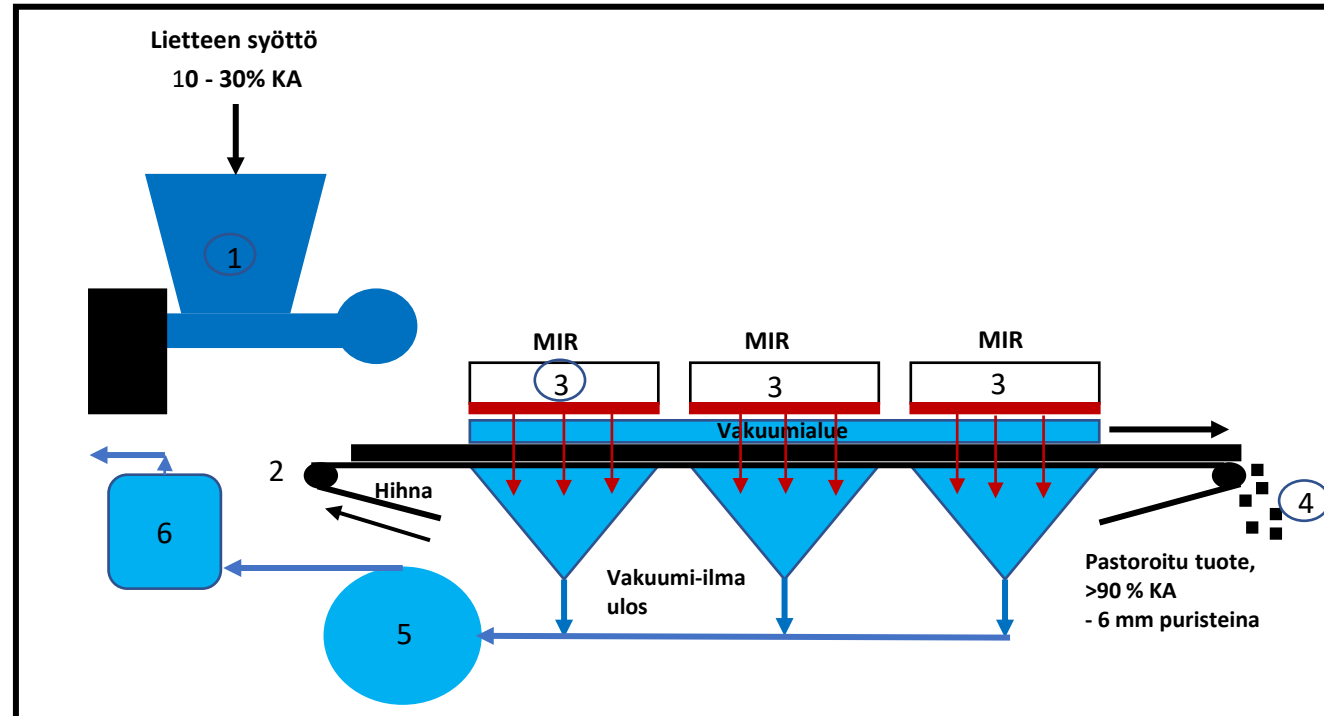 Lietteen syöttö
10 - 30% KA
1
MIR
MIR
MIR
3
3
3
Vakuumialue
2
Hihna
4
6
Vakuumi-ilma
ulos
Pastoroitu tuote,
>90 % KA
- 6 mm puristeina
5